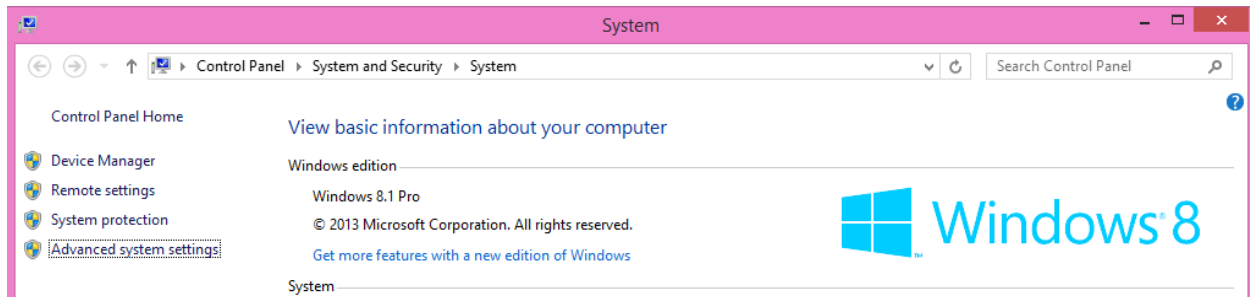 System
Control Panel System and Security System
Search Control Panel
Control Panel Home
View basic information about your computer
Device Manager
Windows edition
Remote settings
Windows 8.1 Pro
System protection
© 2013 Microsoft Corporation. All rights reserved.
Windows 8
Advanced system settings
Get more features with a new edition of Windows
System